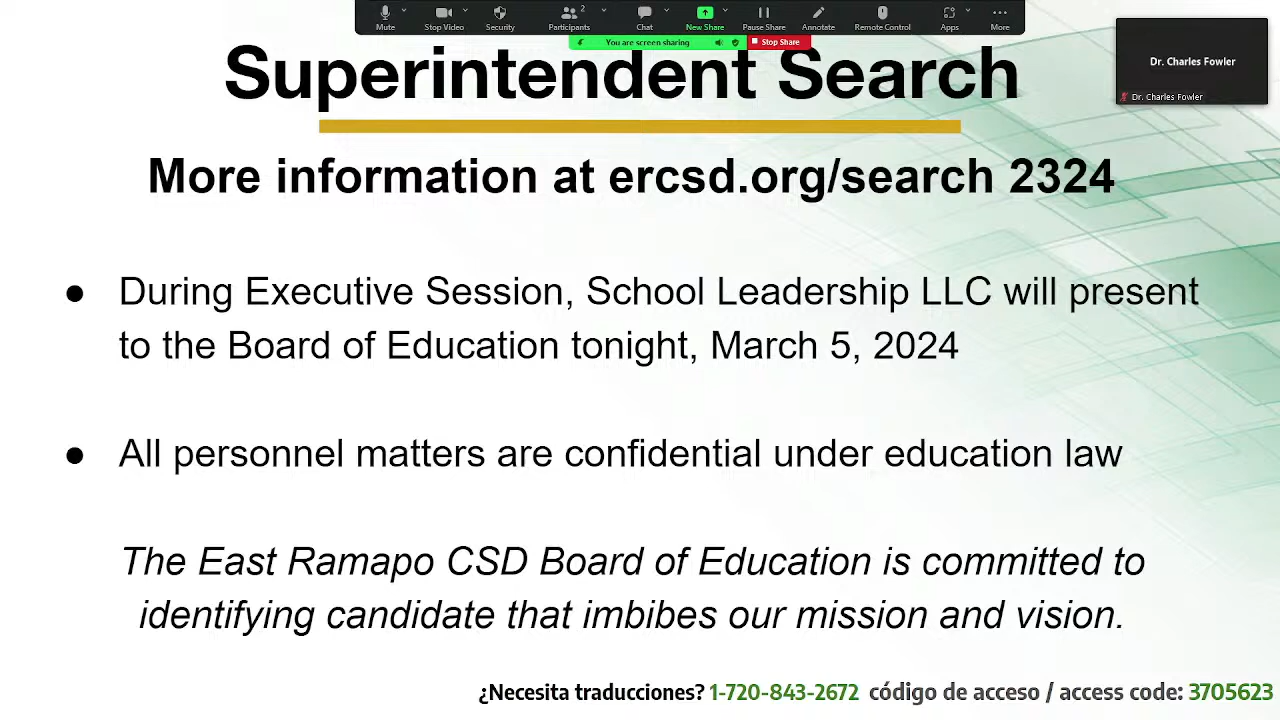 Mute Stop Video Security Participants 2 Chat New Share Pause Share Annotate Remote Control Apps More
You are screen sharing Stop Share
Superintendent Search
Dr. Charles Fowler
Dr. Charles Fowler
More information at ercsd.org/search 2324
● During Executive Session, School Leadership LLC will present
to the Board of Education tonight, March 5, 2024
● All personnel matters are confidential under education law
The East Ramapo CSD Board of Education is committed to
identifying candidate that imbibes our mission and vision.
¿Necesita traducciones? 1-720-843-2672 código de acceso / access code: 3705623